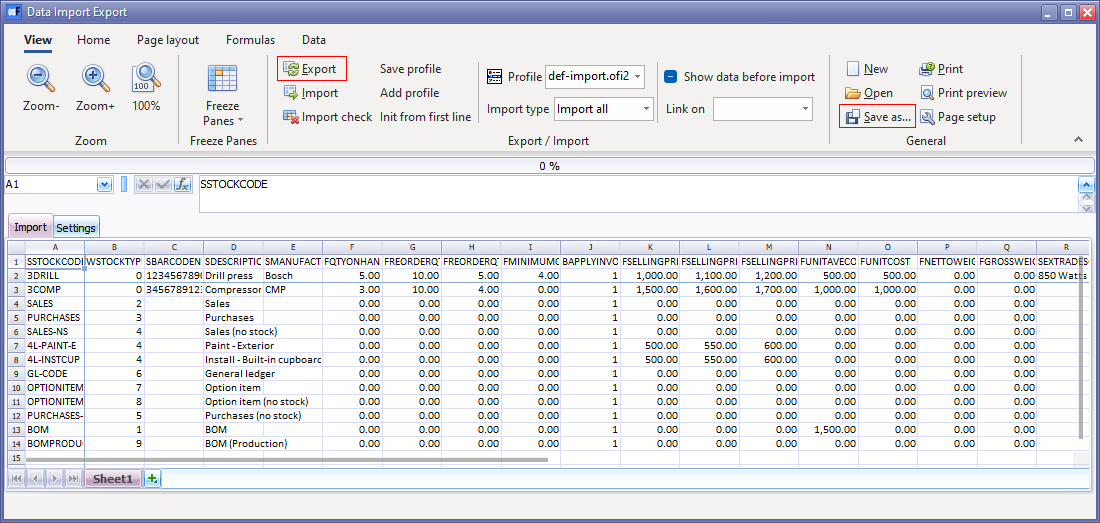 Data Import Export
View Home Page layout Formulas Data
Zoom- Zoom+ 100% Zoom
Freeze Panes
Freeze Panes
Export Save profile
Import Add profile
Import check Init from first line
Profile def-import.ofi2
Import type Import all
Show data before import
Link on
Export / Import
New Print
Open Print preview
Save as... Page setup
General
0 %
A1 SSTOCKCODE
Import Settings
A B C D E F G H I J K L M N O P Q R
1 SSTOCKCODE WSTOCKTYP SBARCODEN SDESCRIPTIC SMANUFACT FQTYONHAN FREORDERQT FREORDERQT FMINIMUMO BAPPLYINVO FSELLINGPRI FSELLINGPRI FSELLINGPRI FUNITAVECO FUNITCOST FNETTOWEIG FGROSSWEIG SEXTRADES
2 3DRILL 0 1234567890 Drill press Bosch 5.00 10.00 5.00 4.00 1 1,000.00 1,100.00 1,200.00 500.00 500.00 0.00 0.00 850 Watts
3 3COMP 0 3456789123 Compressor CMP 3.00 10.00 4.00 0.00 1 1,500.00 1,600.00 1,700.00 1,000.00 1,000.00 0.00 0.00
4 SALES 2 Sales 0.00 0.00 0.00 0.00 1 0.00 0.00 0.00 0.00 0.00 0.00 0.00
5 PURCHASES 3 Purchases 0.00 0.00 0.00 0.00 1 0.00 0.00 0.00 0.00 0.00 0.00 0.00
6 SALES-NS 4 Sales (no stock) 0.00 0.00 0.00 0.00 1 0.00 0.00 0.00 0.00 0.00 0.00 0.00
7 4L-PAINT-E 4 Paint - Exterior 0.00 0.00 0.00 0.00 1 500.00 550.00 600.00 0.00 0.00 0.00 0.00
8 4L-INSTCUP 4 Install - Built-in cupboard 0.00 0.00 0.00 0.00 1 500.00 550.00 600.00 0.00 0.00 0.00 0.00
9 GL-CODE 6 General ledger 0.00 0.00 0.00 0.00 1 0.00 0.00 0.00 0.00 0.00 0.00 0.00
10 OPTIONITEM 7 Option item 0.00 0.00 0.00 0.00 1 0.00 0.00 0.00 0.00 0.00 0.00 0.00
11 OPTIONITEM 8 Option item (no stock) 0.00 0.00 0.00 0.00 1 0.00 0.00 0.00 0.00 0.00 0.00 0.00
12 PURCHASES- 5 Purchases (no stock) 0.00 0.00 0.00 0.00 1 0.00 0.00 0.00 0.00 0.00 0.00 0.00
13 BOM 1 BOM 0.00 0.00 0.00 0.00 1 0.00 0.00 0.00 1,500.00 0.00 0.00 0.00
14 BOMPRODU 9 BOM (Production) 0.00 0.00 0.00 0.00 1 0.00 0.00 0.00 0.00 0.00 0.00 0.00
15
Sheet1